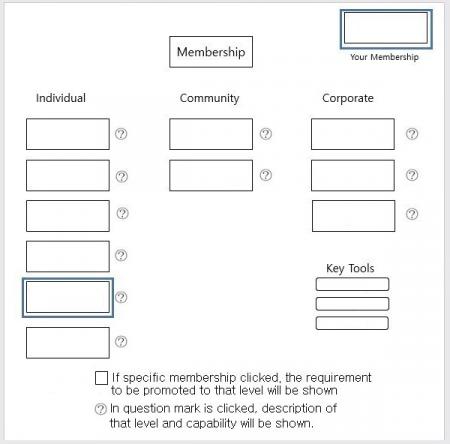 Membership
Your Membership
Individual
Community
Corporate
?
?
?
?
?
?
?
?
?
?
?
Key Tools
If specific membership clicked, the requirement
to be promoted to that level will be shown
? In question mark is clicked, description of
that level and capability will be shown.